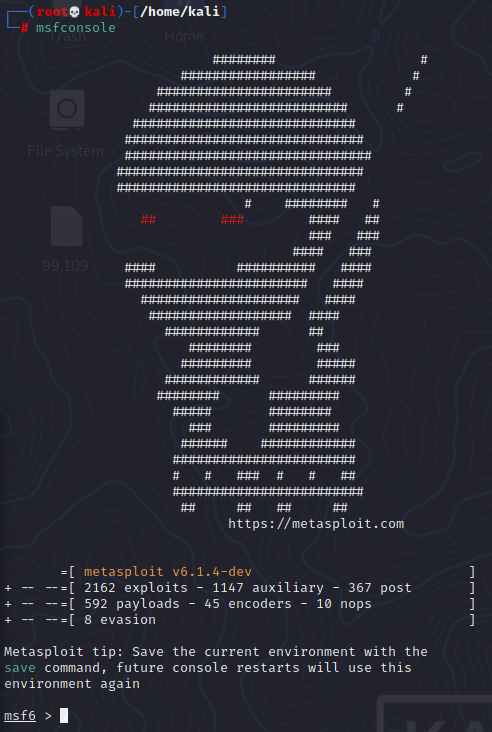 ┌──(root💀kali)-[/home/kali]
└─# msfconsole
Trash
Home
                          ########                  #
                      #################            #
                   ######################         #
                  #########################      #
                ############################
               ##############################
               ###############################
              ###############################
              ##############################
                              #    ########   #
                 ##        ###        ####   ##
                                      ###   ###
                                    ####   ###
               ####          ##########   ####
               #######################   ####
                 ####################   ####
                  ##################  ####
                    ############      ##
                       ########        ###
                      #########        #####
                    ############      ######
                   ########      #########
                     #####       ########
                       ###       #########
                      ######    ############
                     #######################
                     #   #   ###  #   #   ##
                     ########################
                      ##     ##   ##     ##
                            https://metasploit.com
File System
99.109
       =[ metasploit v6.1.4-dev                           ]
+ -- --=[ 2162 exploits - 1147 auxiliary - 367 post       ]
+ -- --=[ 592 payloads - 45 encoders - 10 nops            ]
+ -- --=[ 8 evasion                                       ]
Metasploit tip: Save the current environment with the
save command, future console restarts will use this
environment again
msf6 >
KA